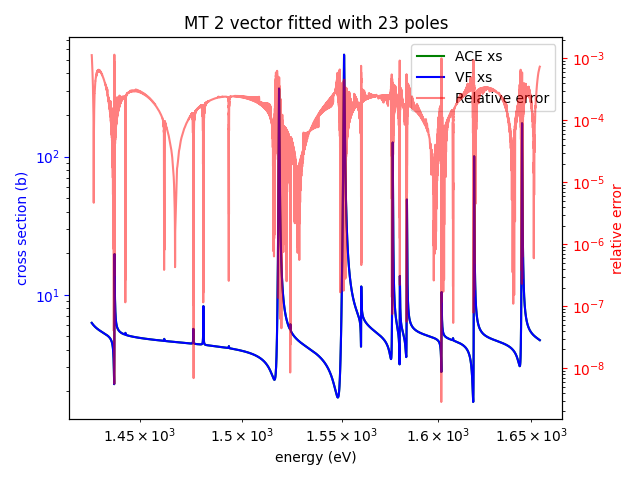 MT 2 vector fitted with 23 poles
ACE xs
VF xs
Relative error
cross section (b)
10²
10¹
relative error
10⁻³
10⁻⁴
10⁻⁵
10⁻⁶
10⁻⁷
10⁻⁸
1.45 × 10³
1.5 × 10³
1.55 × 10³
1.6 × 10³
1.65 × 10³
energy (eV)